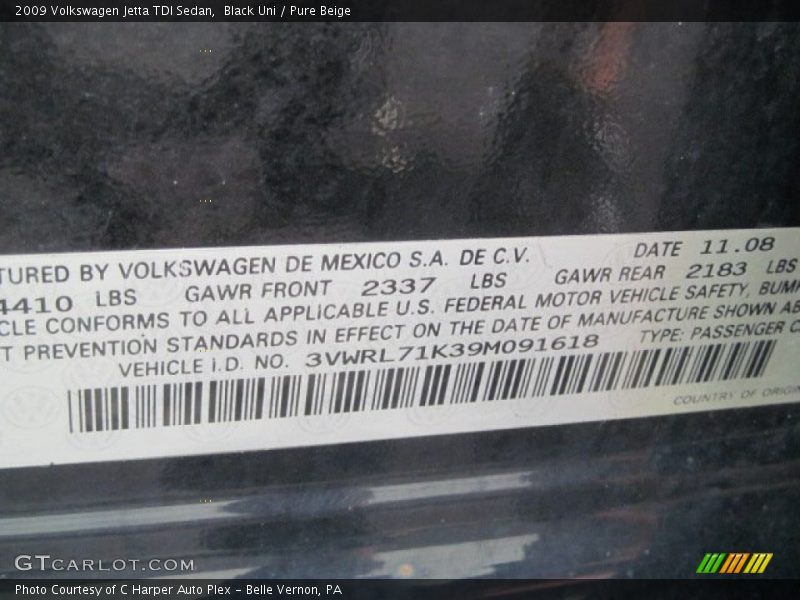 2009 Volkswagen Jetta TDI Sedan,  Black Uni / Pure Beige
TURED BY VOLKSWAGEN DE MEXICO S.A. DE C.V. DATE 11.08
4410 LBS GAWR FRONT 2337 LBS GAWR REAR 2183 LBS
CLE CONFORMS TO ALL APPLICABLE U.S. FEDERAL MOTOR VEHICLE SAFETY, BUMP
T PREVENTION STANDARDS IN EFFECT ON THE DATE OF MANUFACTURE SHOWN AB
VEHICLE I.D. NO. 3VWRL71K39M091618 TYPE: PASSENGER C
COUNTRY OF ORIGIN
GTCARLOT.COM
Photo Courtesy of C Harper Auto Plex - Belle Vernon, PA